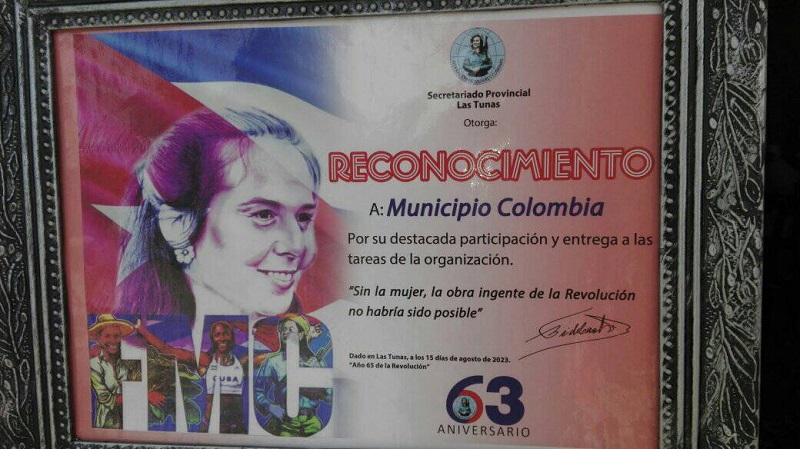 Secretariado Provincial
Las Tunas
Otorga:
RECONOCIMIENTO
A: Municipio Colombia
Por su destacada participación y entrega a las
tareas de la organización.
"Sin la mujer, la obra ingente de la Revolución
no habría sido posible"
Dado en Las Tunas, a los 15 días de agosto de 2023.
"Año 65 de la Revolución"
FMC
CUBA
63
ANIVERSARIO